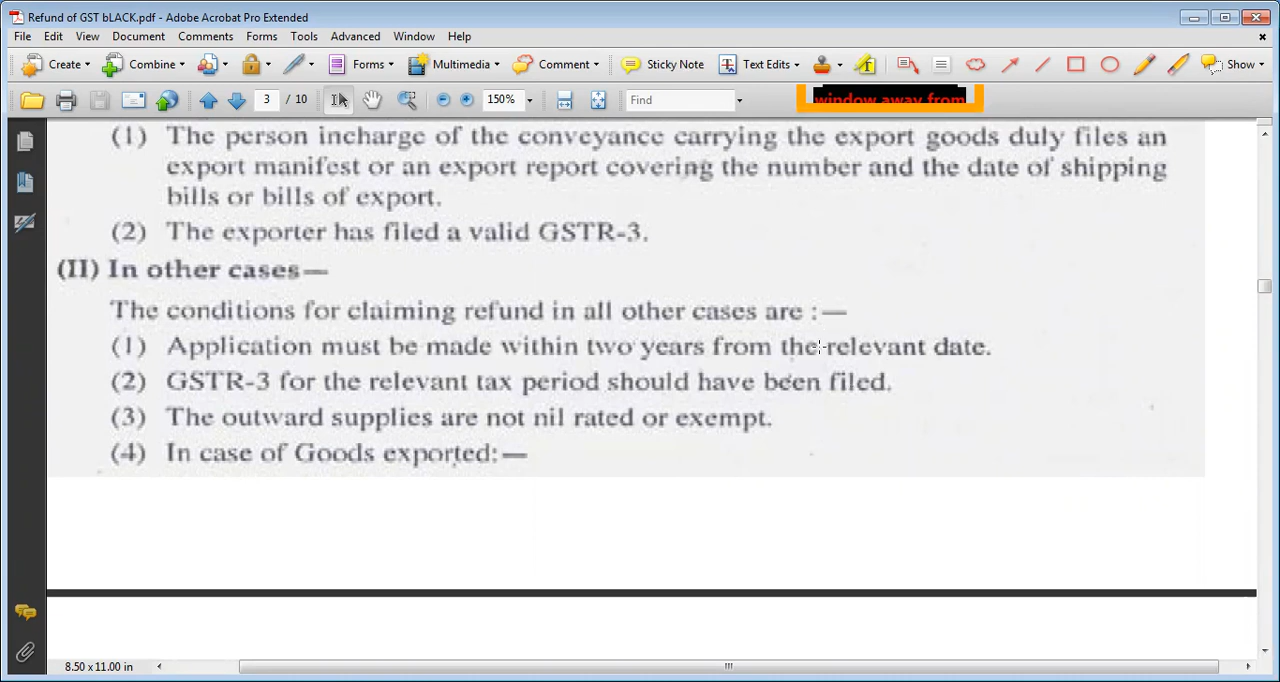 Refund of GST bLACK.pdf - Adobe Acrobat Pro Extended
File Edit View Document Comments Forms Tools Advanced Window Help
Create Combine Forms Multimedia Comment Sticky Note Text Edits Show
3 / 10 150% Find window away from
(1) The person incharge of the conveyance carrying the export goods duly files an
export manifest or an export report covering the number and the date of shipping
bills or bills of export.
(2) The exporter has filed a valid GSTR-3.
(II) In other cases—
The conditions for claiming refund in all other cases are :—
(1) Application must be made within two years from the relevant date.
(2) GSTR-3 for the relevant tax period should have been filed.
(3) The outward supplies are not nil rated or exempt.
(4) In case of Goods exported:—
8.50 x 11.00 in